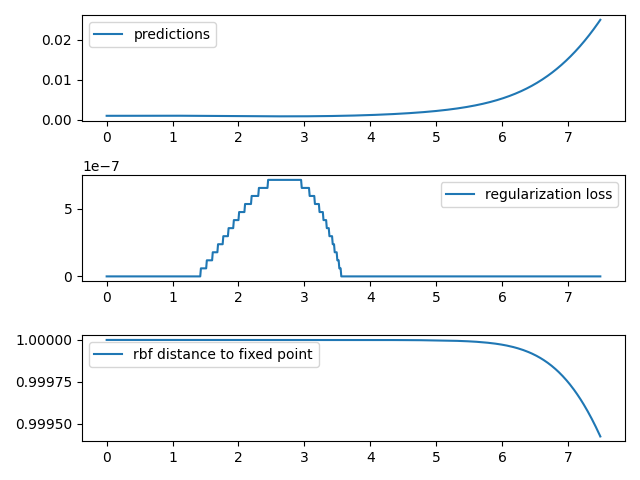 0.02
0.01
0.00
predictions
0 1 2 3 4 5 6 7
1e−7
5
0
regularization loss
0 1 2 3 4 5 6 7
1.00000
0.99975
0.99950
rbf distance to fixed point
0 1 2 3 4 5 6 7